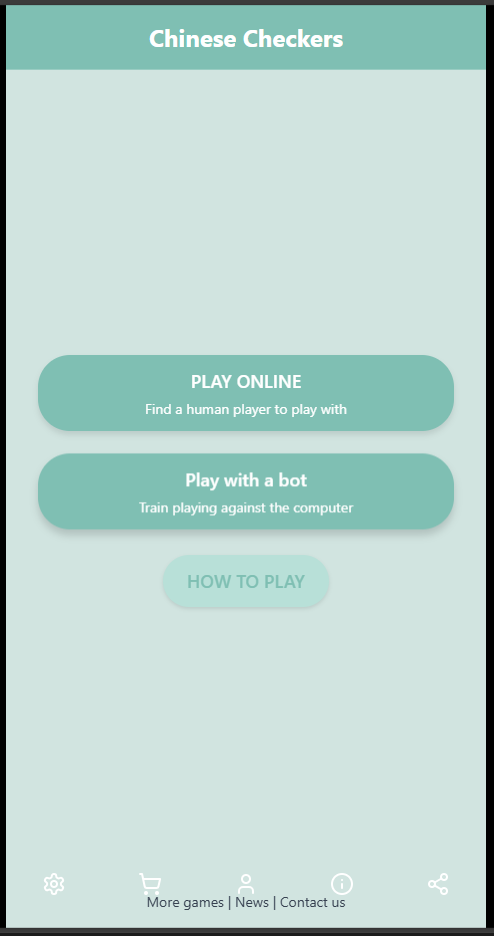 Chinese Checkers
PLAY ONLINE
Find a human player to play with
Play with a bot
Train playing against the computer
HOW TO PLAY
More games | News | Contact us